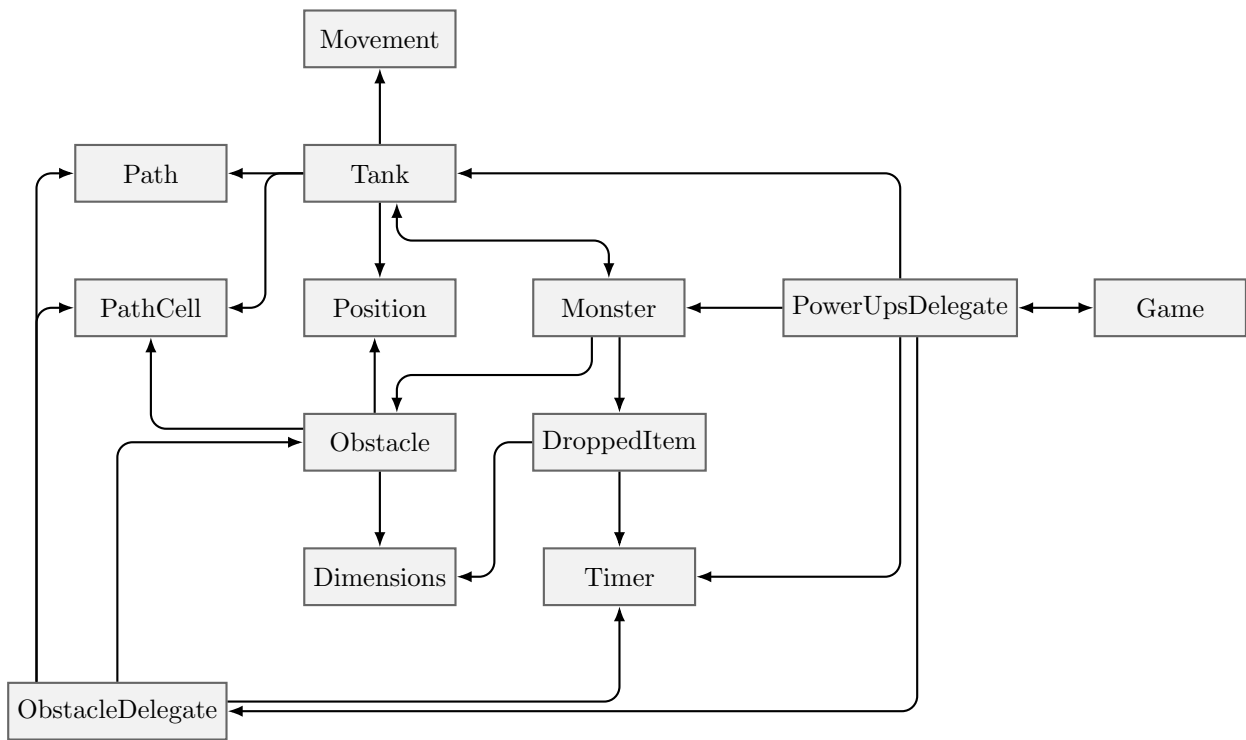 Movement
Path
Tank
PathCell
Position
Monster
PowerUpsDelegate
Game
Obstacle
DroppedItem
Dimensions
Timer
ObstacleDelegate